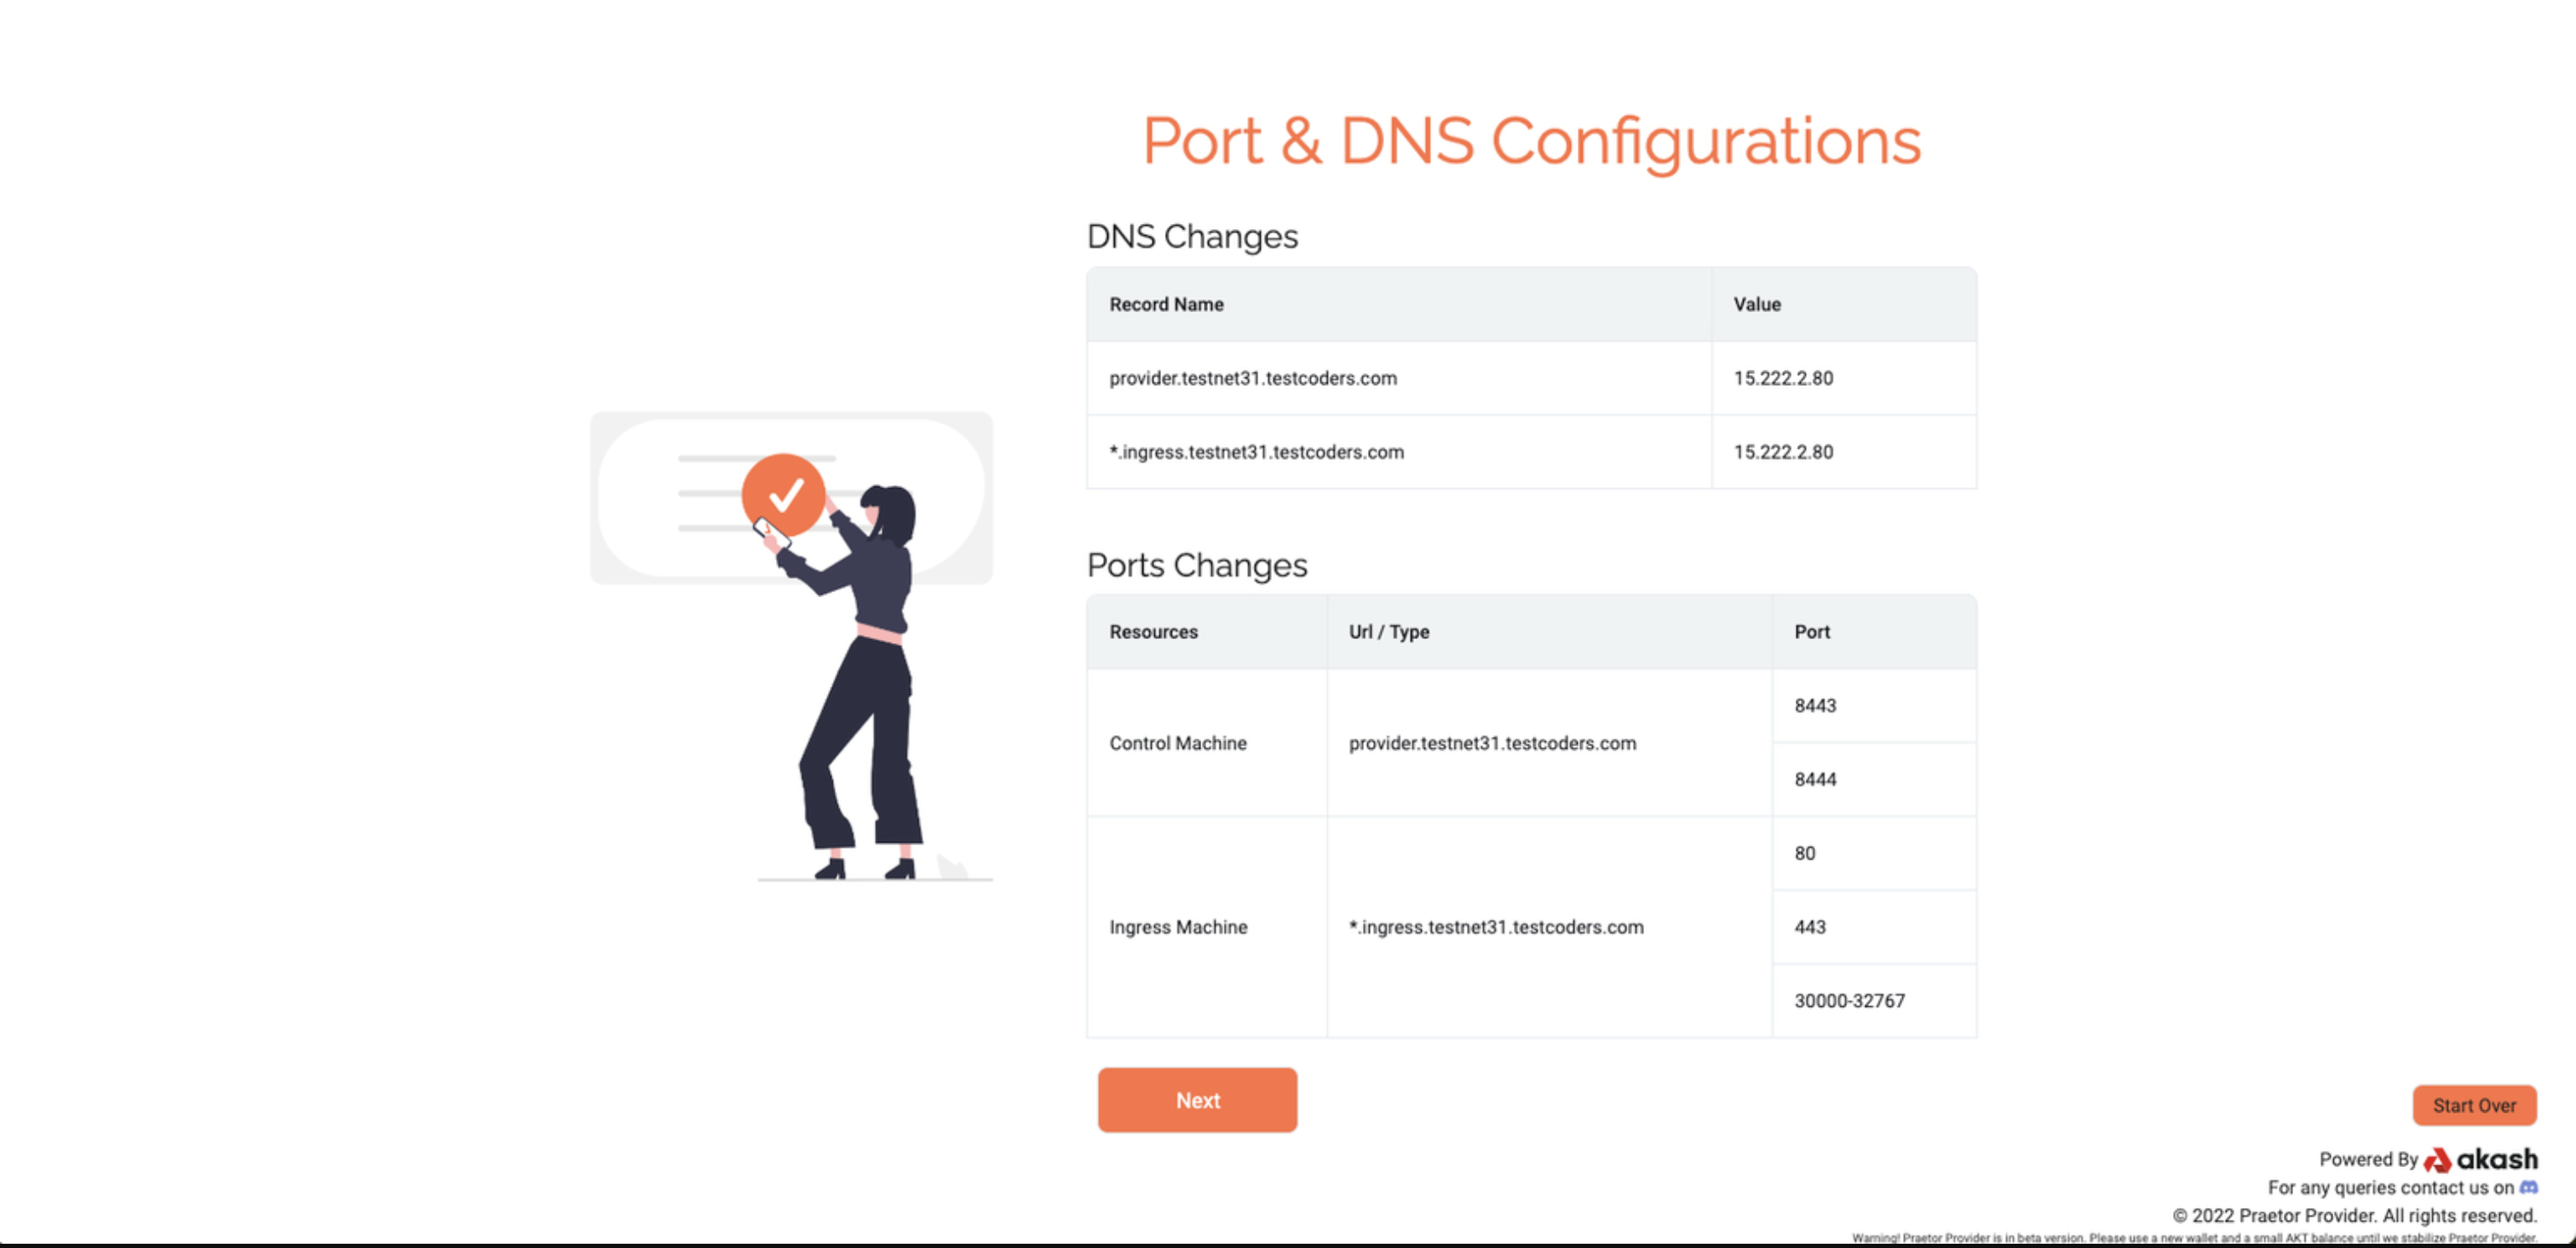 Port & DNS Configurations
DNS Changes
Record Name Value
provider.testnet31.testcoders.com 15.222.2.80
*.ingress.testnet31.testcoders.com 15.222.2.80
Ports Changes
Resources Url / Type Port
8443
Control Machine provider.testnet31.testcoders.com
8444
80
Ingress Machine *.ingress.testnet31.testcoders.com 443
30000-32767
Next
Start Over
Powered By akash
For any queries contact us on
© 2022 Praetor Provider. All rights reserved.
Warning! Praetor Provider is in beta version. Please use a new wallet and a small AKT balance until we stabilize Praetor Provider.